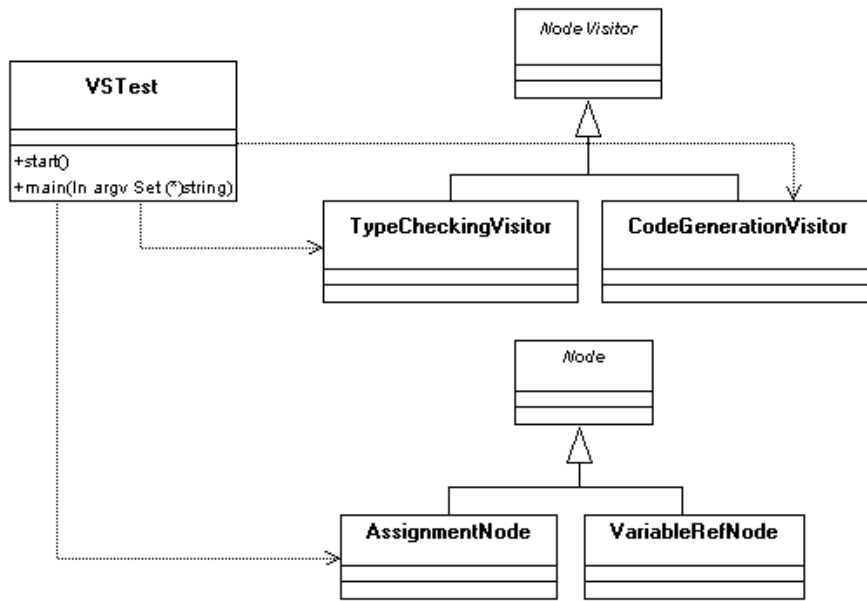 NodeVisitor
VSTest
+start()
+main(In argv Set (*)string)
TypeCheckingVisitor
CodeGenerationVisitor
Node
AssignmentNode
VariableRefNode